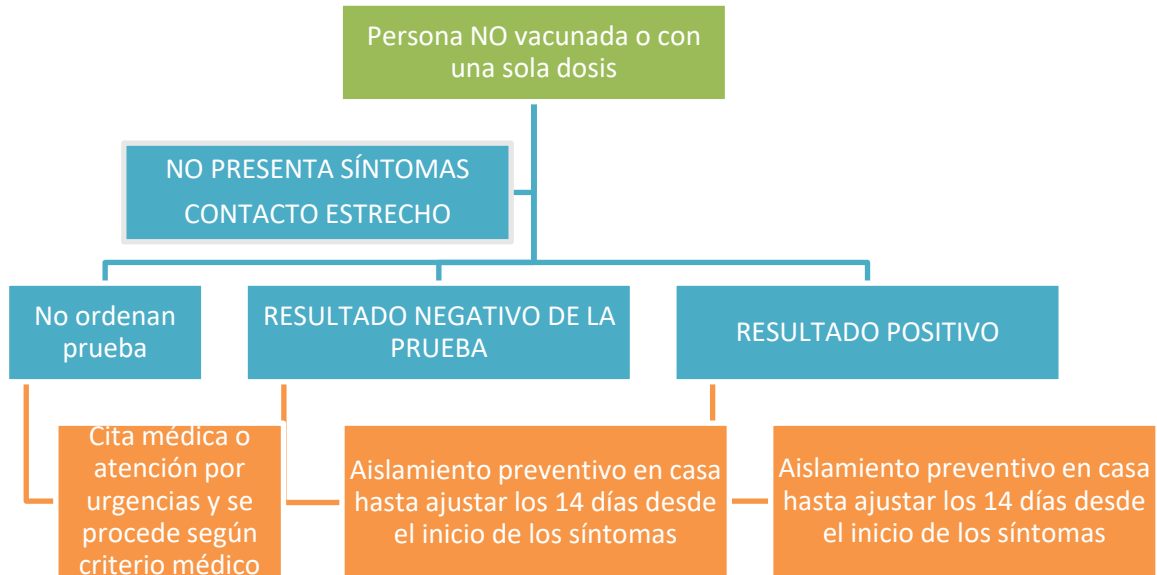 Persona NO vacunada o con
una sola dosis
NO PRESENTA SÍNTOMAS
CONTACTO ESTRECHO
No ordenan
prueba
RESULTADO NEGATIVO DE LA
PRUEBA
RESULTADO POSITIVO
Cita médica o
atención por
urgencias y se
procede según
criterio médico
Aislamiento preventivo en casa
hasta ajustar los 14 días desde
el inicio de los síntomas
Aislamiento preventivo en casa
hasta ajustar los 14 días desde
el inicio de los síntomas